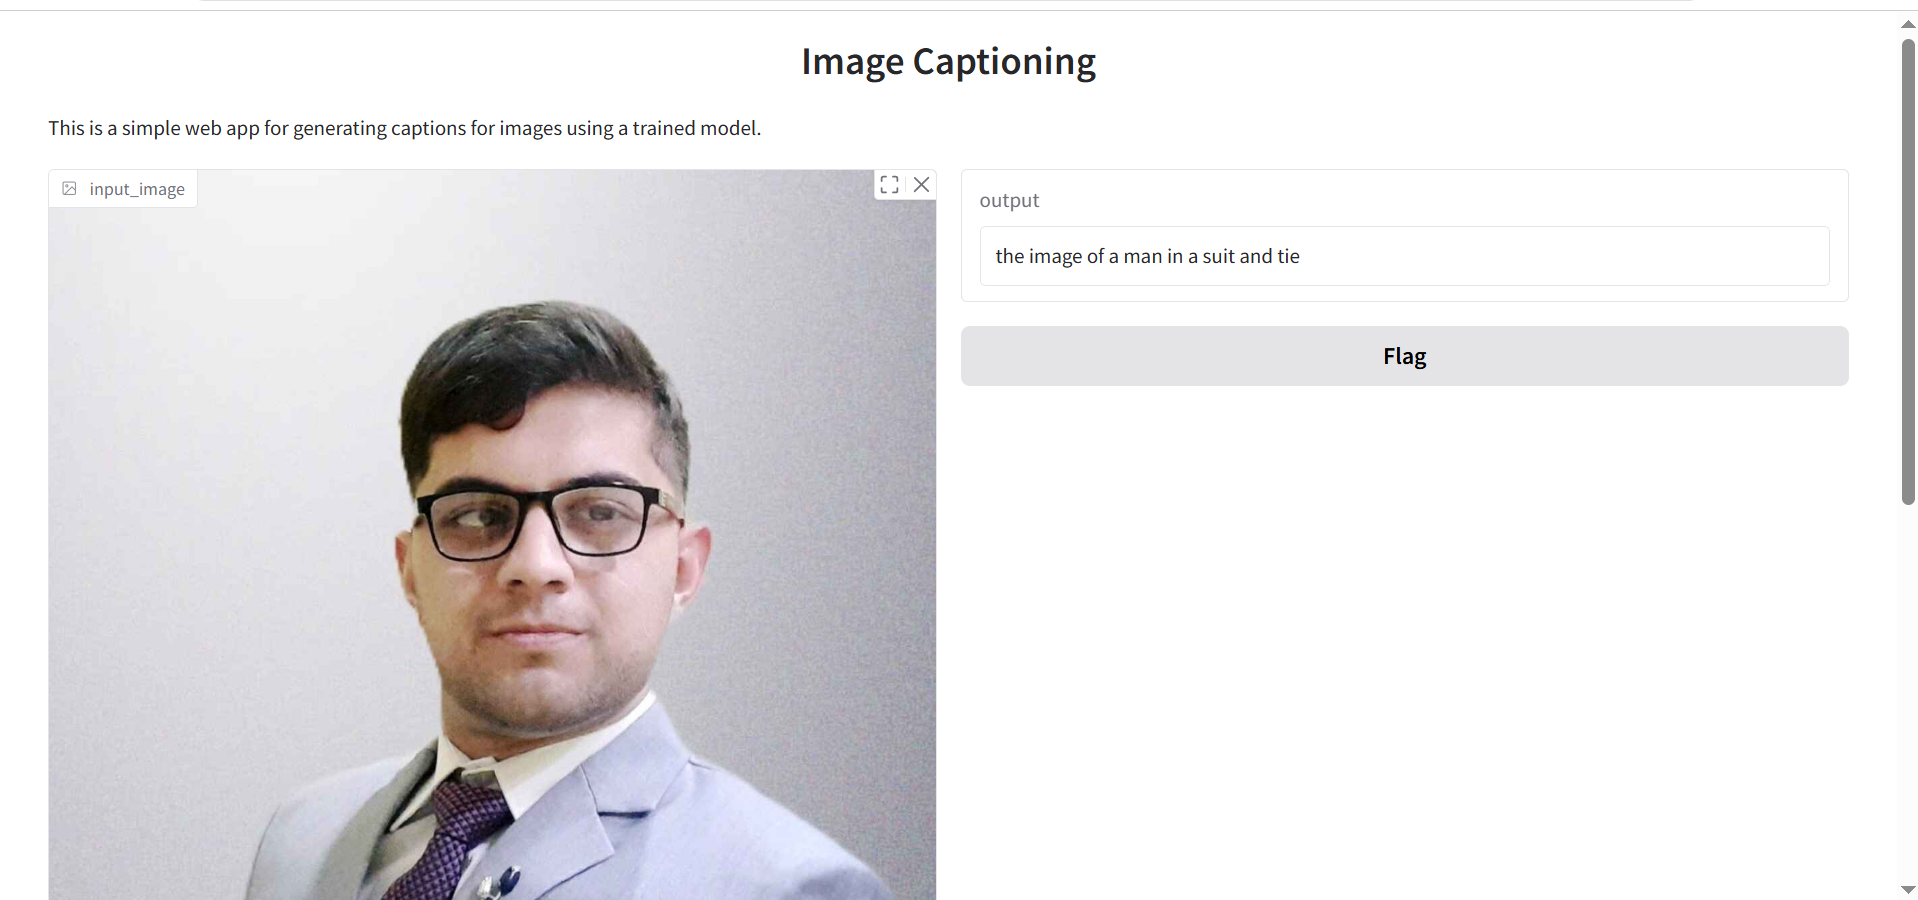 Image Captioning
This is a simple web app for generating captions for images using a trained model.
input_image
output
the image of a man in a suit and tie
Flag